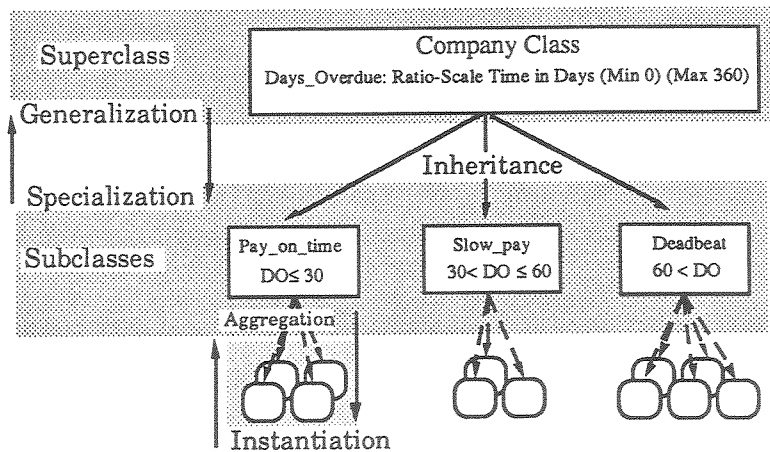 Superclass
Company Class
Days_Overdue: Ratio-Scale Time in Days (Min 0) (Max 360)
Generalization
Inheritance
Specialization
Subclasses
Pay_on_time
DO≤ 30
Slow_pay
30< DO ≤ 60
Deadbeat
60 < DO
Aggregation
Instantiation